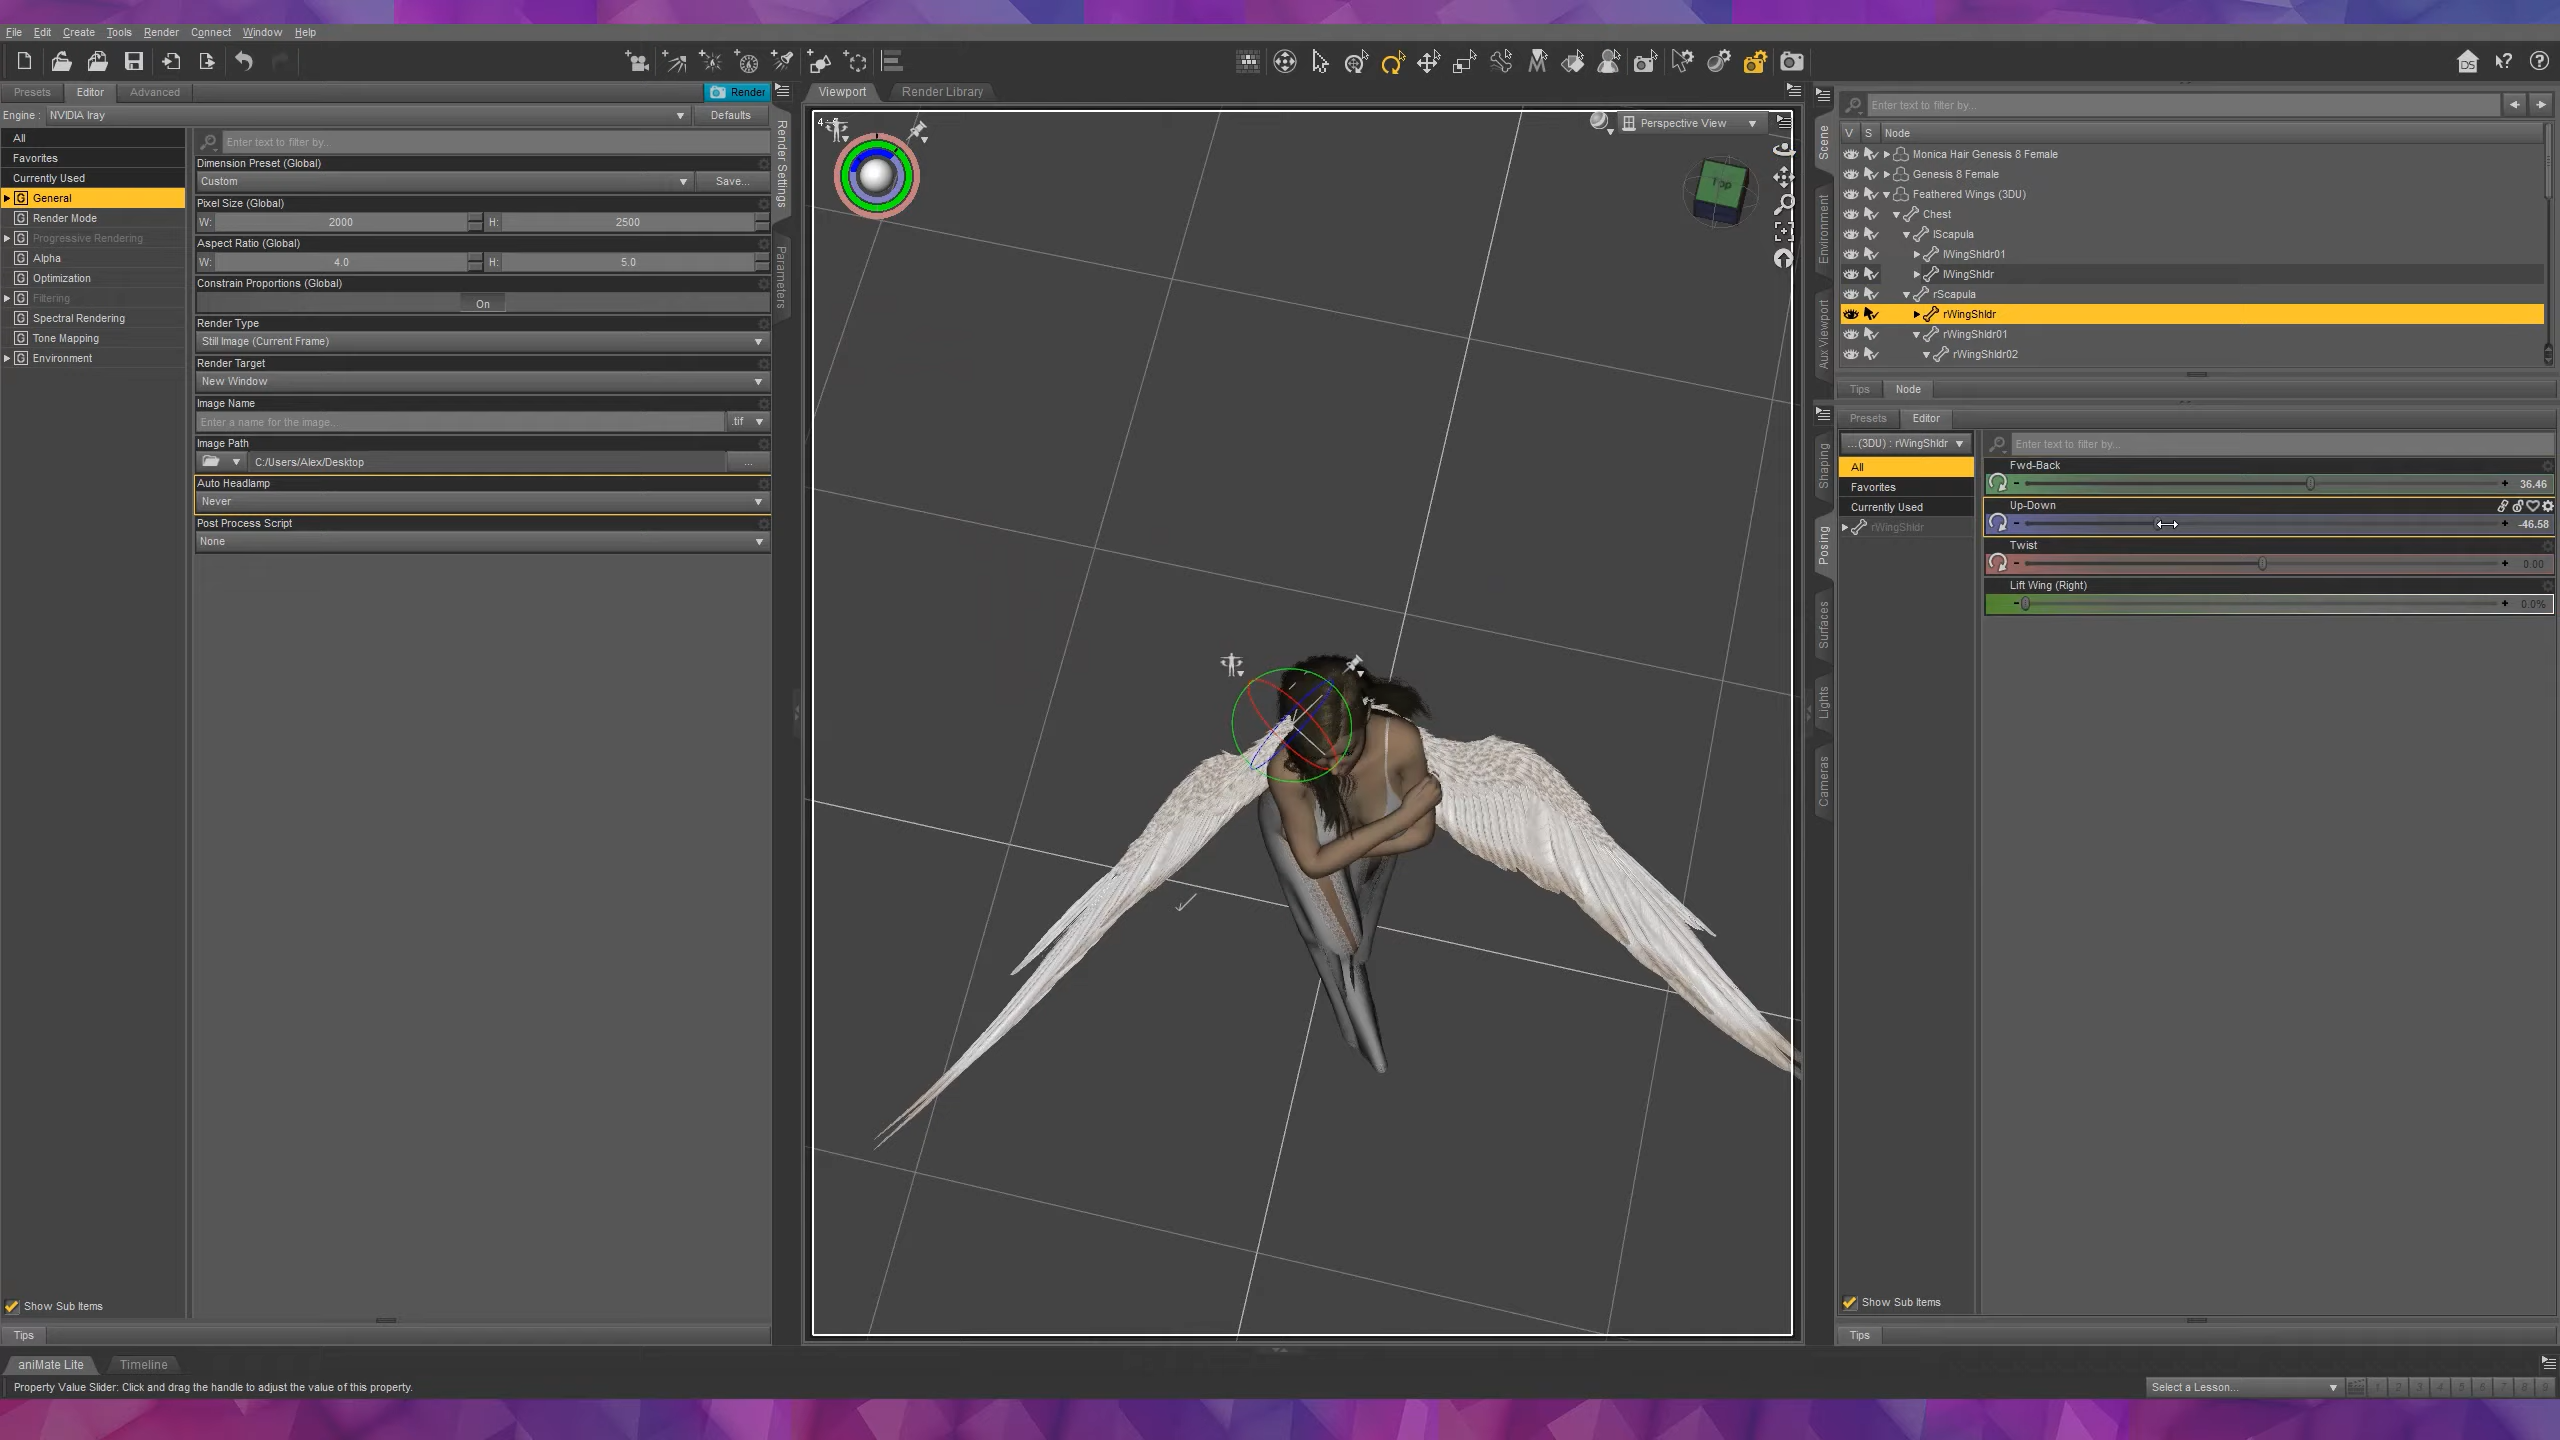 File Edit Create Tools Render Connect Window Help
Presets Editor Advanced Render
Engine : NVIDIA Iray Defaults
All
Favorites
Currently Used
General
Render Mode
Progressive Rendering
Alpha
Optimization
Filtering
Spectral Rendering
Tone Mapping
Environment
Show Sub Items
Tips
Enter text to filter by..
Dimension Preset (Global)
Custom Save...
Pixel Size (Global)
W: 2000 H: 2500
Aspect Ratio (Global)
W: 4.0 H: 5.0
Constrain Proportions (Global)
On
Render Type
Still Image (Current Frame)
Render Target
New Window
Image Name
Enter a name for the image.. .tif
Image Path
C:/Users/Alex/Desktop ...
Auto Headlamp
Never
Post Process Script
None
Render Settings
Parameters
Viewport Render Library
Perspective View
Top
DS
Scene
Environment
Aux Viewport
Enter text to filter by...
V S Node
Monica Hair Genesis 8 Female
Genesis 8 Female
Feathered Wings (3DU)
Chest
lScapula
lWingShldr01
lWingShldr
rScapula
rWingShldr
rWingShldr01
rWingShldr02
Tips Node
Presets Editor
Shaping
Posing
Surfaces
Lights
Cameras
...(3DU) : rWingShldr
All
Favorites
Currently Used
rWingShldr
Enter text to filter by...
Fwd-Back
36.46
Up-Down
-46.58
Twist
0.00
Lift Wing (Right)
0.0%
Show Sub Items
Tips
aniMate Lite Timeline
Property Value Slider: Click and drag the handle to adjust the value of this property.
Select a Lesson... 1 2 3 4 5 6 7 8 9